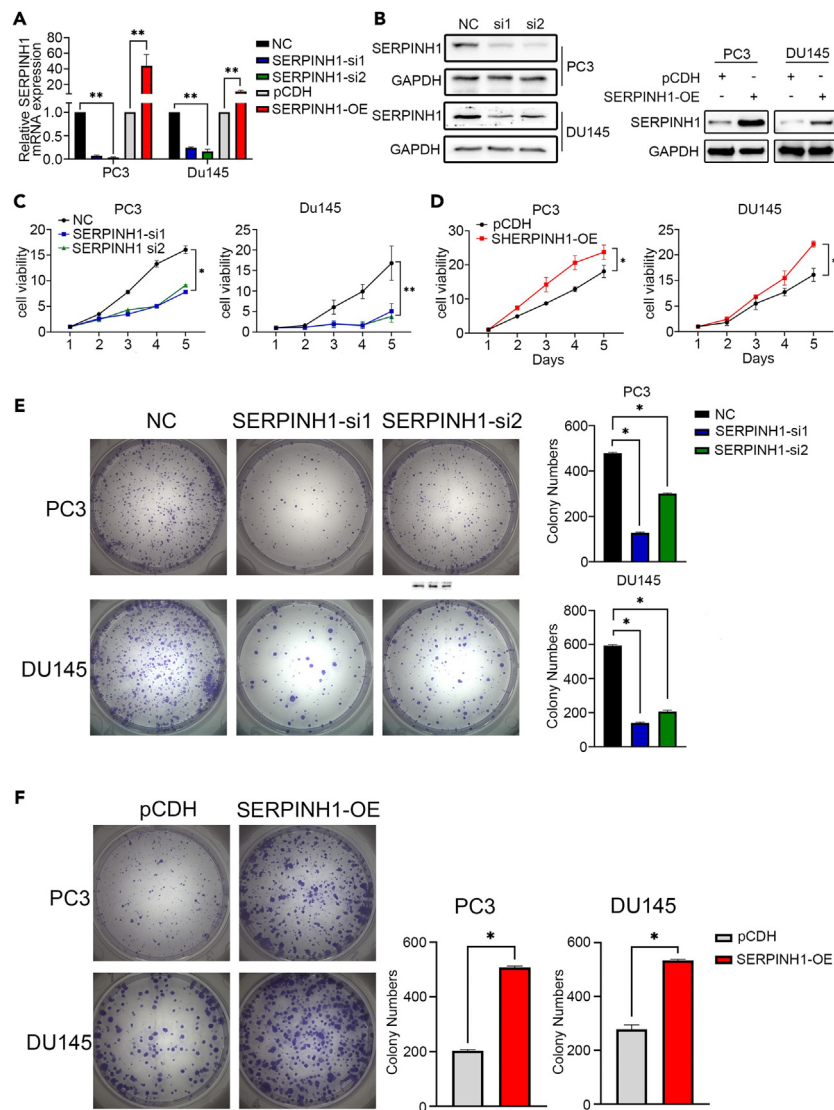 A
Relative SERPINH1
mRNA expression
80
60
40
20
1.0
0.5
0.0
**
**
**
**
PC3
Du145
NC
SERPINH1-si1
SERPINH1-si2
pCDH
SERPINH1-OE
B
NC si1 si2
SERPINH1
GAPDH
PC3
SERPINH1
GAPDH
DU145
PC3 DU145
pCDH + +
SERPINH1-OE + +
SERPINH1
GAPDH
C
PC3
NC
SERPINH1-si1
SERPINH1 si2
cell viability
20
15
10
5
0
1 2 3 4 5
*
Du145
cell viability
25
20
15
10
5
0
1 2 3 4 5
**
D
PC3
pCDH
SHERPINH1-OE
cell viability
30
20
10
0
1 2 3 4 5
Days
*
DU145
cell viability
25
20
15
10
5
0
1 2 3 4 5
Days
*
E
NC SERPINH1-si1 SERPINH1-si2
PC3
DU145
PC3
Colony Numbers
600
400
200
0
*
*
NC
SERPINH1-si1
SERPINH1-si2
DU145
Colony Numbers
800
600
400
200
0
*
*
F
pCDH SERPINH1-OE
PC3
DU145
PC3
Colony Numbers
600
400
200
0
*
DU145
Colony Numbers
600
400
200
0
*
pCDH
SERPINH1-OE